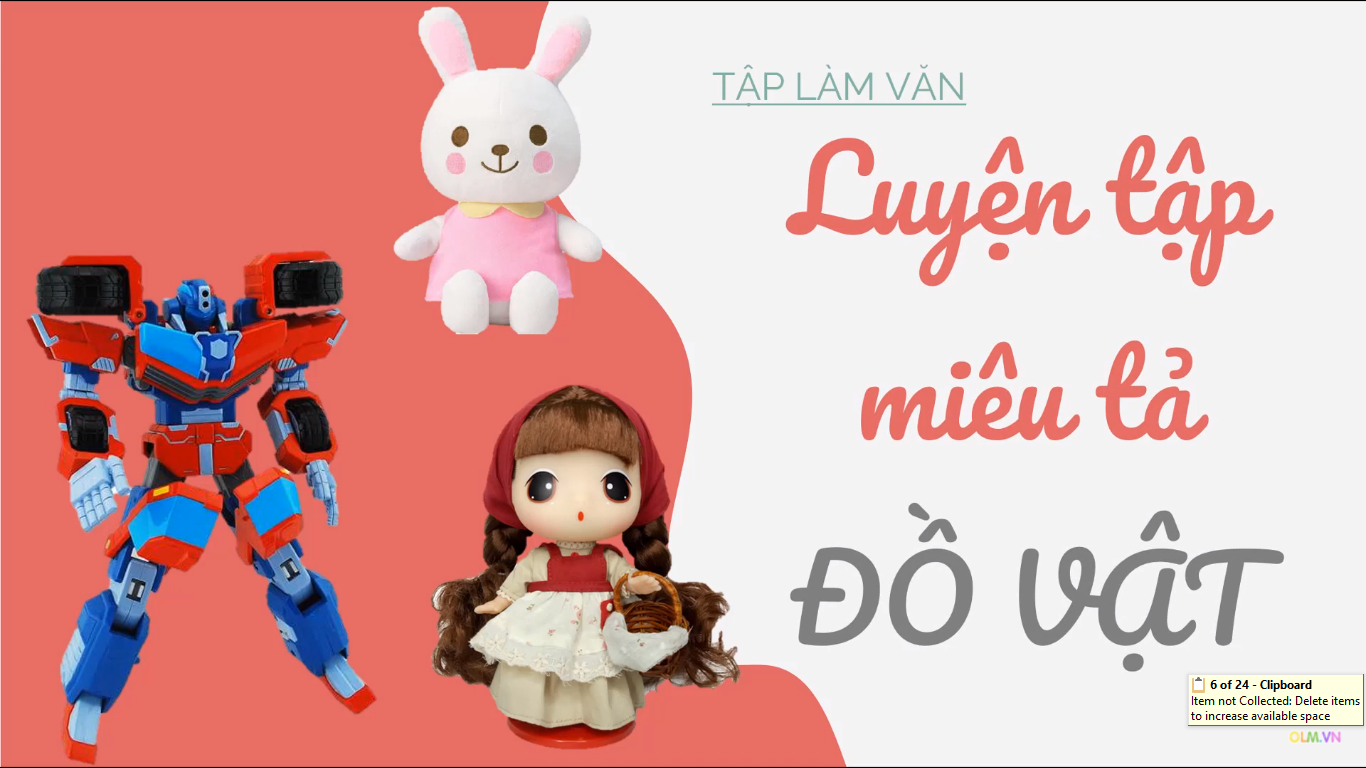 TẬP LÀM VĂN
Luyện tập
miêu tả
ĐỒ VẬT
6 of 24 - Clipboard
Item not Collected: Delete items
to increase available space
OLM.VN